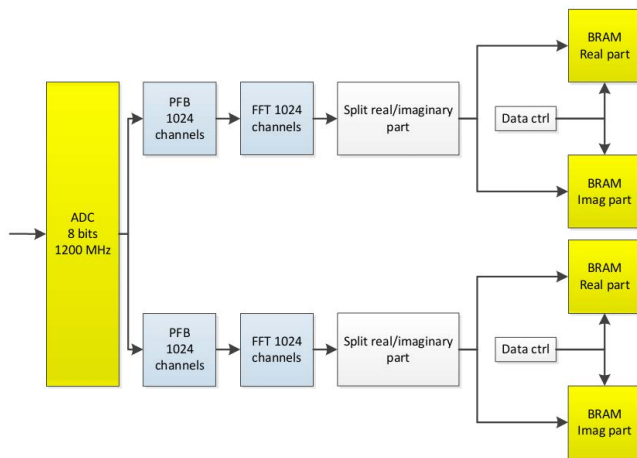 BRAM
Real part
PFB
1024
channels
FFT 1024
channels
Split real/imaginary
part
Data ctrl
BRAM
Imag part
ADC
8 bits
1200 MHz
BRAM
Real part
PFB
1024
channels
FFT 1024
channels
Split real/imaginary
part
Data ctrl
BRAM
Imag part